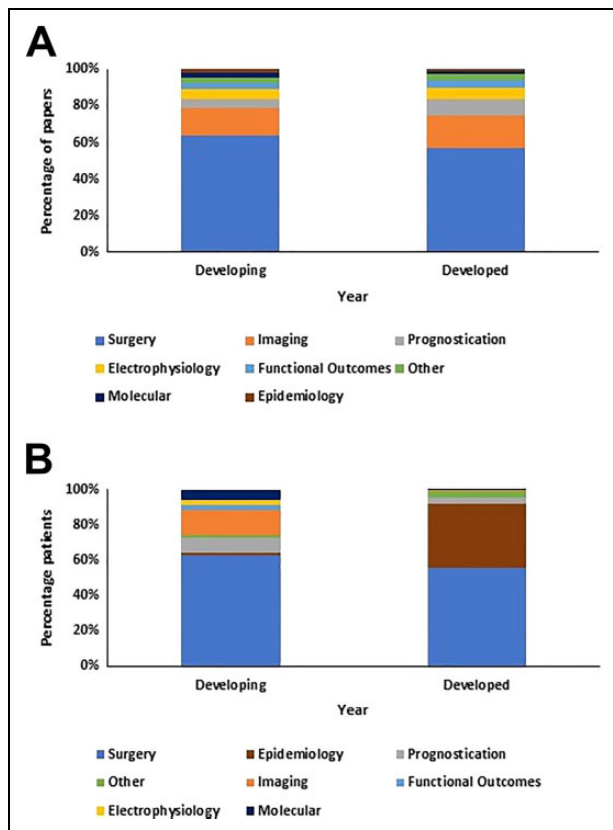 A
100%
80%
60%
40%
20%
0%
Percentage of papers
Developing Developed
Year
Surgery Imaging Prognostication
Electrophysiology Functional Outcomes Other
Molecular Epidemiology
B
100%
80%
60%
40%
20%
0%
Percentage patients
Developing Developed
Year
Surgery Epidemiology Prognostication
Other Imaging Functional Outcomes
Electrophysiology Molecular